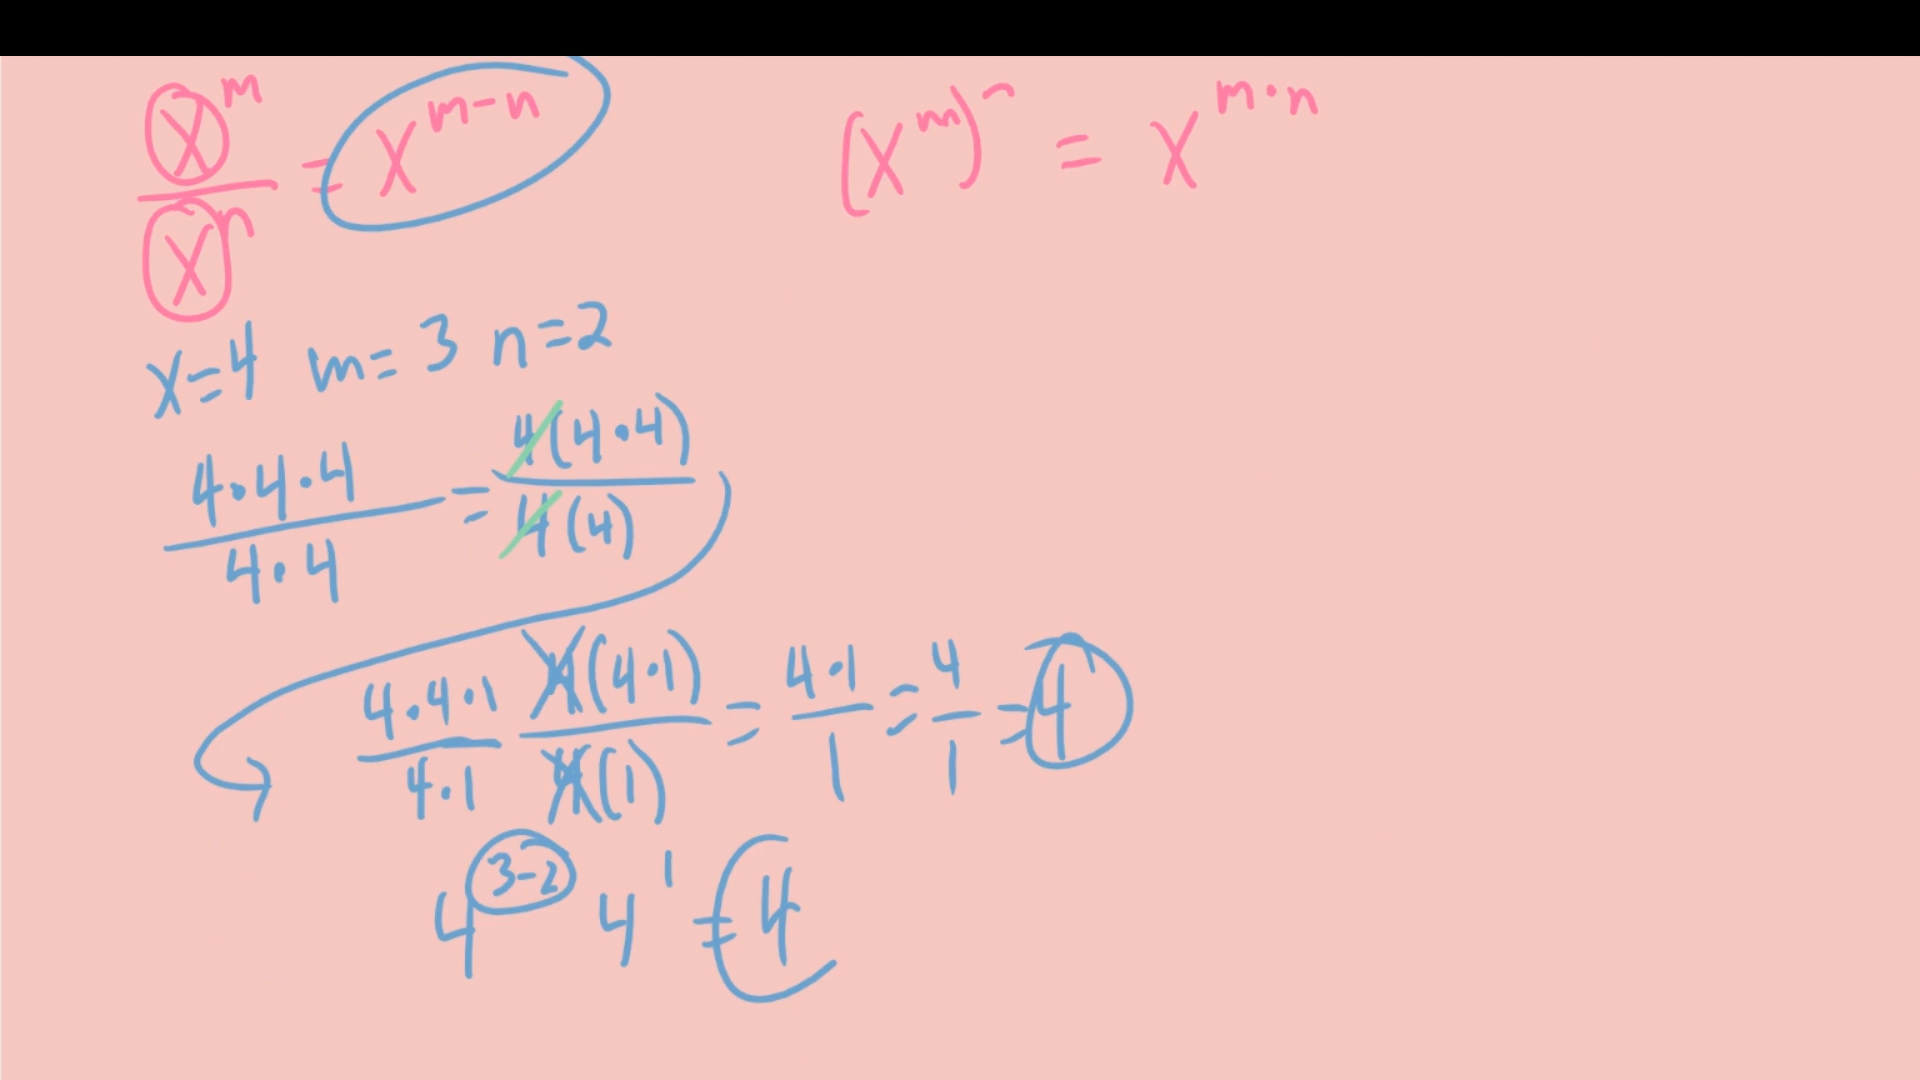 x^m / x^n = x^(m-n)
(x^m)^n = x^(m·n)
x=4 m=3 n=2
4·4·4 / 4·4 = 4(4·4) / 4(4)
4·4·1 / 4·1 4(4·1) / 4(1) = 4·1 / 1 = 4 / 1 = 4
4^(3-2) 4^1 = 4